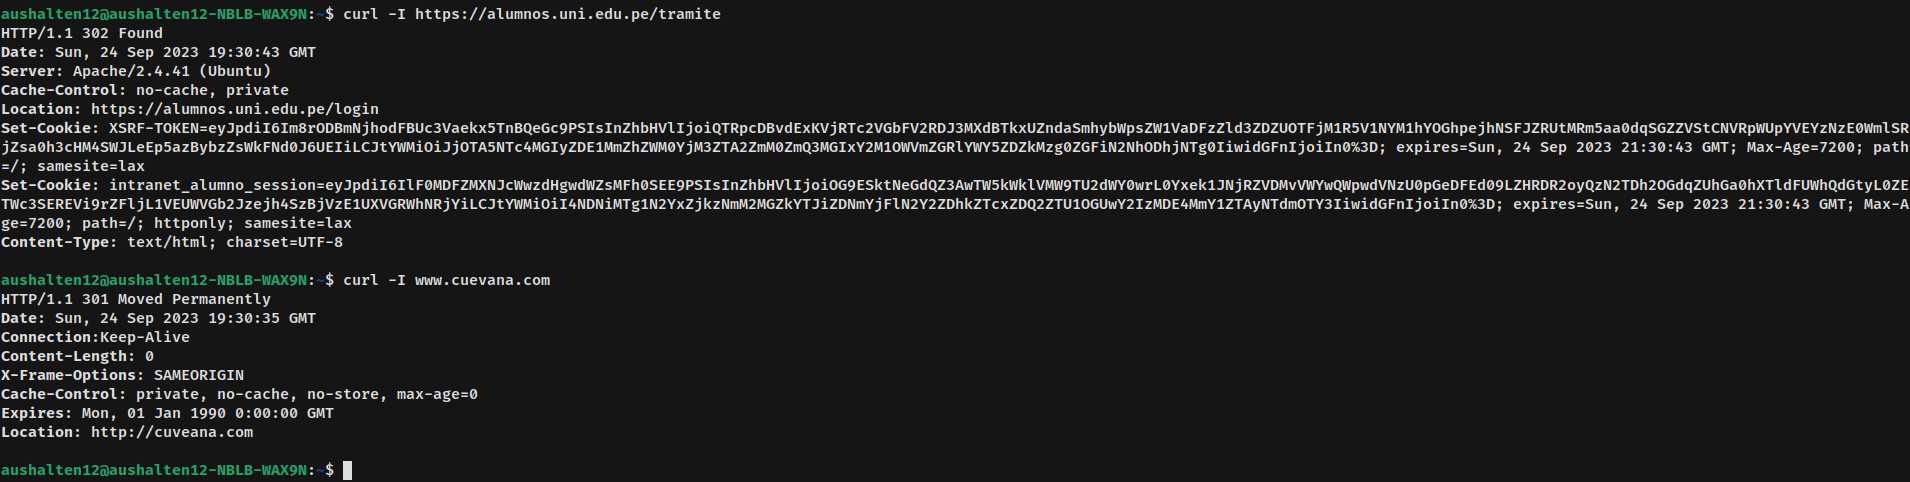 aushalten12@aushalten12-NBLB-WAX9N:~$ curl -I https://alumnos.uni.edu.pe/tramite
HTTP/1.1 302 Found
Date: Sun, 24 Sep 2023 19:30:43 GMT
Server: Apache/2.4.41 (Ubuntu)
Cache-Control: no-cache, private
Location: https://alumnos.uni.edu.pe/login
Set-Cookie: XSRF-TOKEN=eyJpdiI6Im8rODBmNjhodFBUc3Vaekx5TnBQeGc9PSIsInZhbHVlIjoiQTRpcDBvdExKVjRTc2VGbFV2RDJ3MXdBTkxUZndaSmhybWpsZW1VaDFzZld3ZDZUOTFjM1R5V1NYM1hYOGhpejhNSFJZRUtMRm5aa0dqSGZZVStCNVRpWUpYVEYzNzE0WmlSR
jZsa0h3cHM4SWJLeEp5azBybzZsWkFNd0J6UEIiLCJtYWMiOiJjOTA5NTc4MGIyZDE1MmZhZWM0YjM3ZTA2ZmM0ZmQ3MGIxY2M1OWVmZGRlYWY5ZDZkMzg0ZGFiN2NhODhjNTg0IiwidGFnIjoiIn0%3D; expires=Sun, 24 Sep 2023 21:30:43 GMT; Max-Age=7200; path
=/; samesite=lax
Set-Cookie: intranet_alumno_session=eyJpdiI6IlF0MDFZMXNJcWwzdHgwdWZsMFh0SEE9PSIsInZhbHVlIjoiOG9ESktNeGdQZ3AwTW5kWklVMW9TU2dWY0wrL0Yxek1JNjRZVDMvVWYwQWpwdVNzU0pGeDFEd09LZHRDR2oyQzN2TDh2OGdqZUhGa0hXTldFUWhQdGtyL0ZE
TWc3SEREVi9rZFljL1VEUWVGb2Jzejh4SzBjVzE1UXVGRWhNRjYiLCJtYWMiOiI4NDNiMTg1N2YxZjkzNmM2MGZkYTJiZDNmYjFlN2Y2ZDhkZTcxZDQ2ZTU1OGUwY2IzMDE4MmY1ZTAyNTdmOTY3IiwidGFnIjoiIn0%3D; expires=Sun, 24 Sep 2023 21:30:43 GMT; Max-A
ge=7200; path=/; httponly; samesite=lax
Content-Type: text/html; charset=UTF-8
aushalten12@aushalten12-NBLB-WAX9N:~$ curl -I www.cuevana.com
HTTP/1.1 301 Moved Permanently
Date: Sun, 24 Sep 2023 19:30:35 GMT
Connection:Keep-Alive
Content-Length: 0
X-Frame-Options: SAMEORIGIN
Cache-Control: private, no-cache, no-store, max-age=0
Expires: Mon, 01 Jan 1990 0:00:00 GMT
Location: http://cuveana.com
aushalten12@aushalten12-NBLB-WAX9N:~$